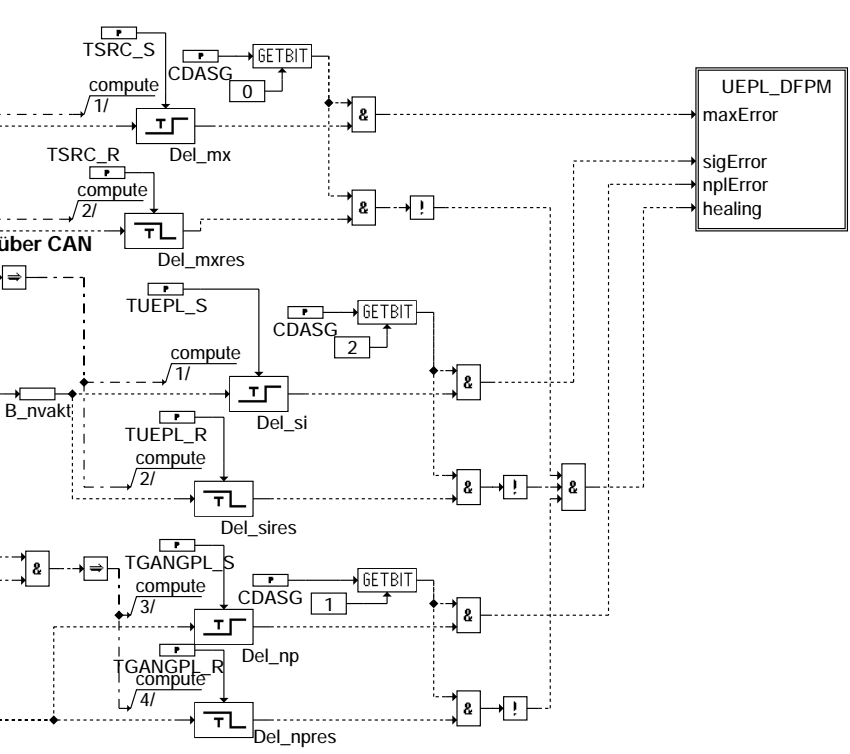 P
TSRC_S
P
CDASG
GETBIT
0
compute
1/
T
Del_mx
&
UEPL_DFPM
maxError
sigError
nplError
healing
TSRC_R
P
compute
2/
T
Del_mxres
&
!
über CAN
⇒
P
TUEPL_S
P
CDASG
GETBIT
2
compute
1/
T
Del_si
&
B_nvakt
P
TUEPL_R
compute
2/
T
Del_sires
&
!
&
&
⇒
P
TGANGPL_S
P
CDASG
GETBIT
1
compute
3/
T
Del_np
&
P
TGANGPL_R
compute
4/
T
Del_npres
&
!